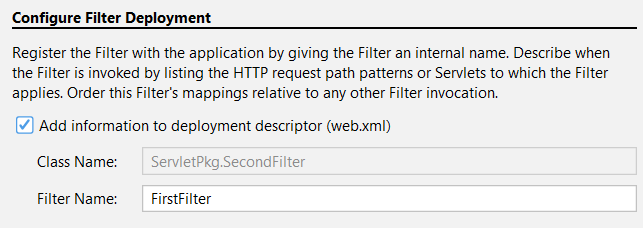 Configure Filter Deployment
Register the Filter with the application by giving the Filter an internal name. Describe when
the Filter is invoked by listing the HTTP request path patterns or Servlets to which the Filter
applies. Order this Filter's mappings relative to any other Filter invocation.
Add information to deployment descriptor (web.xml)
Class Name: ServletPkg.SecondFilter
Filter Name: FirstFilter